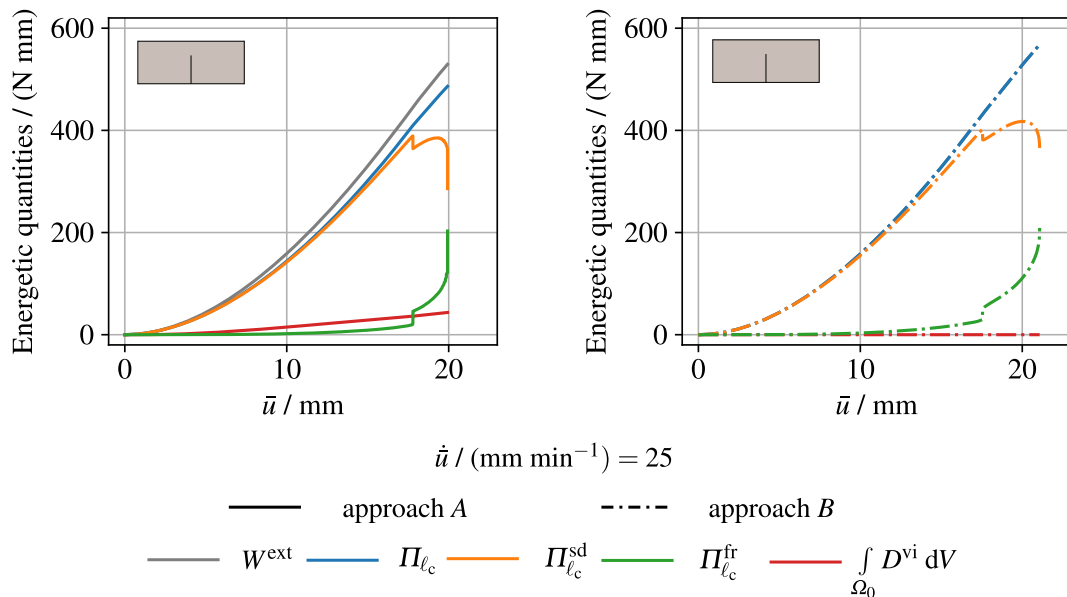 Energetic quantities / (N mm)
600
400
200
0
0 10 20
ū / mm
Energetic quantities / (N mm)
600
400
200
0
0 10 20
ū / mm
u̅̇ / (mm min⁻¹) = 25
approach A approach B
Wᵉˣᵗ Π_ℓc Π_ℓc^sd Π_ℓc^fr ∫_Ω₀ D^vi dV